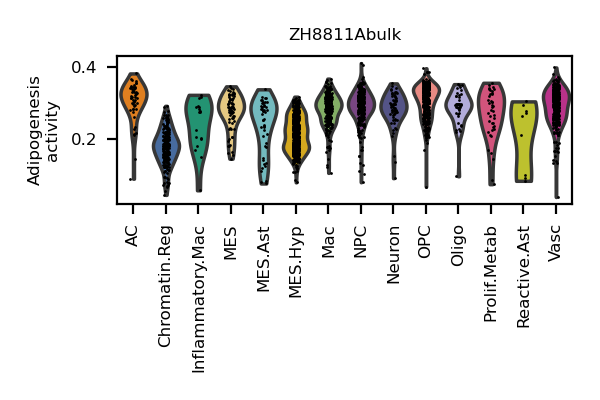 ZH8811Abulk
Adipogenesis
activity
0.4
0.2
AC
Chromatin.Reg
Inflammatory.Mac
MES
MES.Ast
MES.Hyp
Mac
NPC
Neuron
OPC
Oligo
Prolif.Metab
Reactive.Ast
Vasc